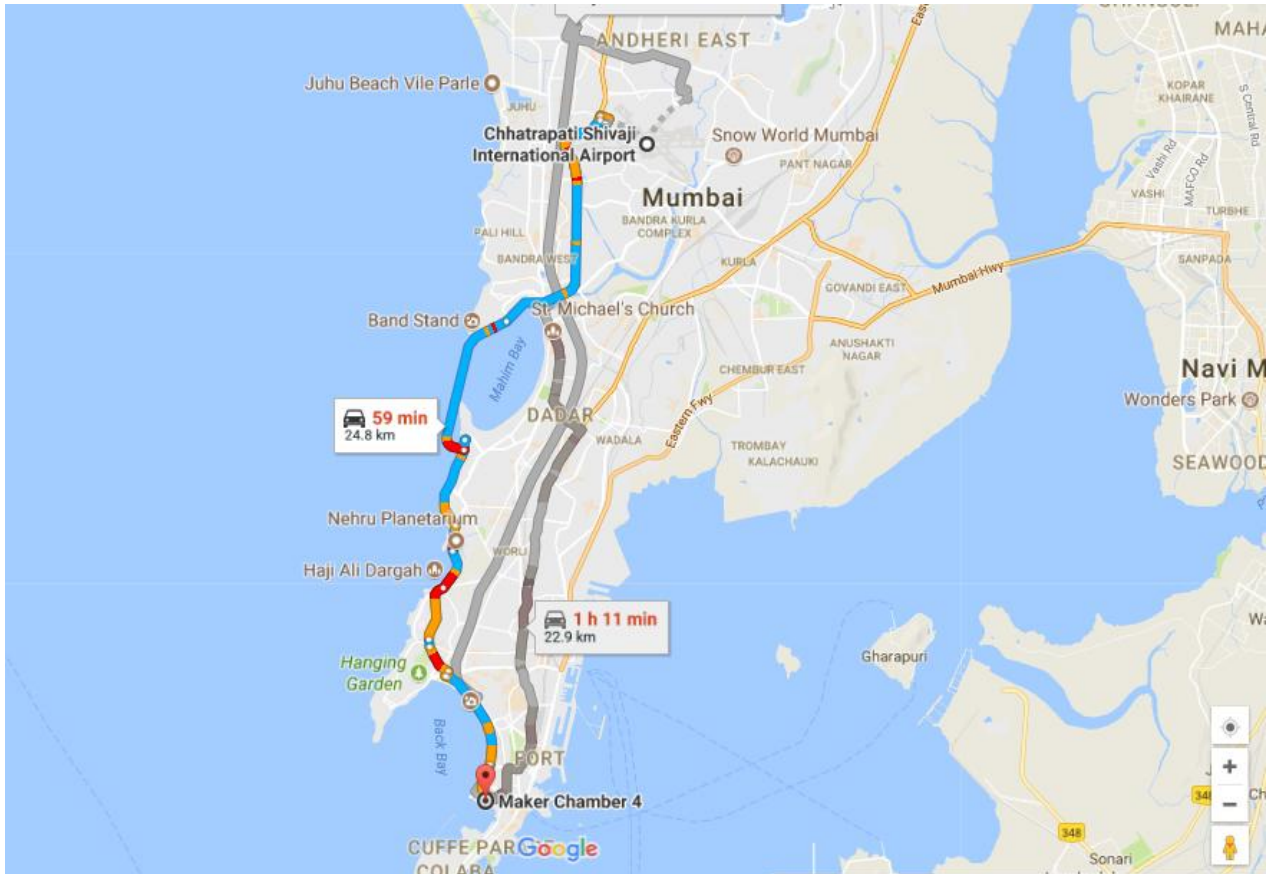 ANDHERI EAST
Juhu Beach Vile Parle
JUHU
Chhatrapati Shivaji
International Airport
Snow World Mumbai
PANT NAGAR
Mumbai
BANDRA KURLA
COMPLEX
PALI HILL
BANDRA WEST
KURLA
GOVANDI EAST
Mumbai Hwy
KOPAR
KHAIRANE
S Central Rd
Vashi Rd
MAFCO Rd
VASHI
TURBHE
SANPADA
Band Stand
St. Michael's Church
Mahim Bay
ANUSHAKTI
NAGAR
CHEMBUR EAST
Navi M
Wonders Park
59 min
24.8 km
DADAR
WADALA
Eastern Fwy
TROMBAY
KALACHAUKI
SEAWOOD
Nehru Planetarium
WORLI
Haji Ali Dargah
1 h 11 min
22.9 km
Hanging
Garden
Gharapuri
Back Bay
FORT
Maker Chamber 4
CUFFE PAR
Google
COLABA
348
348
Sonari